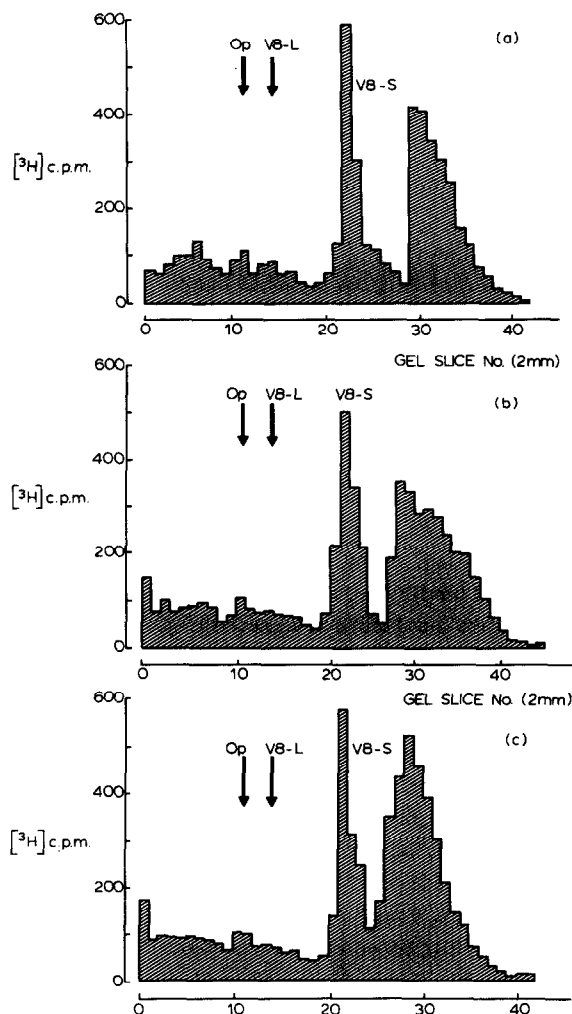 600
(a)
Op V8-L
V8-S
400
[³H] c.p.m.
200
0
0 10 20 30 40
GEL SLICE No. (2mm)
600
(b)
Op V8-L V8-S
400
[³H] c.p.m.
200
0
0 10 20 30 40
GEL SLICE No. (2mm)
600
(c)
Op V8-L V8-S
400
[³H] c.p.m.
200
0
0 10 20 30 40